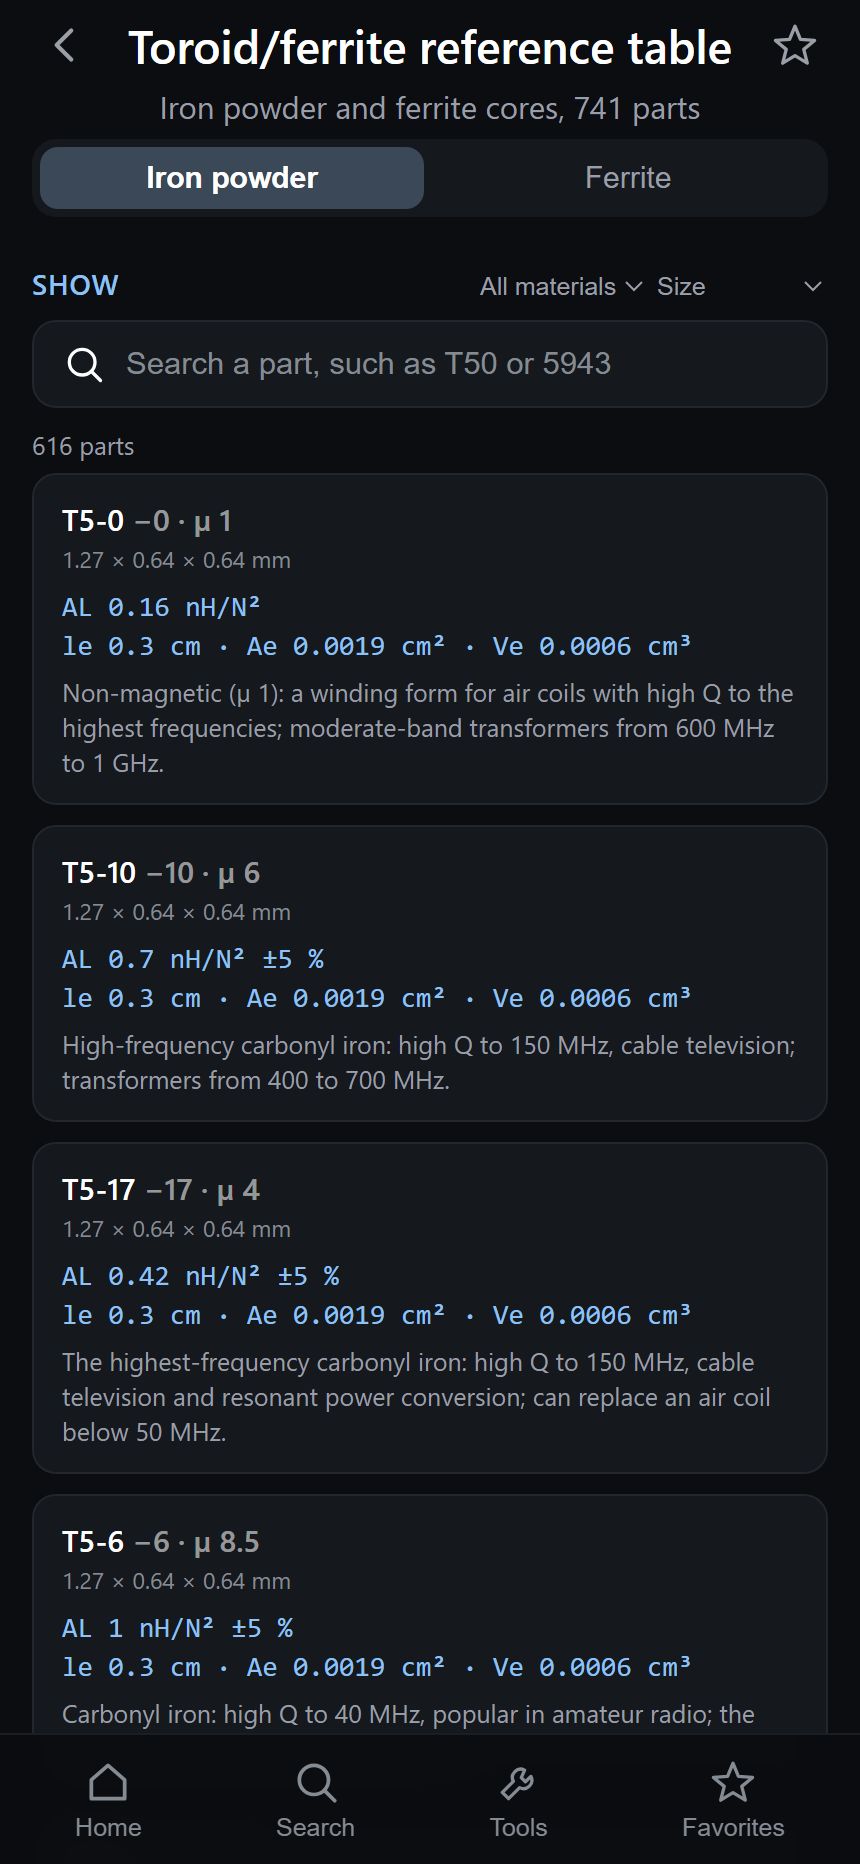 Toroid/ferrite reference table
Iron powder and ferrite cores, 741 parts
Iron powder
Ferrite
SHOW
All materials
Size
Search a part, such as T50 or 5943
616 parts
T5-0 −0 · µ 1
1.27 × 0.64 × 0.64 mm
AL 0.16 nH/N²
le 0.3 cm · Ae 0.0019 cm² · Ve 0.0006 cm³
Non-magnetic (µ 1): a winding form for air coils with high Q to the
highest frequencies; moderate-band transformers from 600 MHz
to 1 GHz.
T5-10 −10 · µ 6
1.27 × 0.64 × 0.64 mm
AL 0.7 nH/N² ±5 %
le 0.3 cm · Ae 0.0019 cm² · Ve 0.0006 cm³
High-frequency carbonyl iron: high Q to 150 MHz, cable television;
transformers from 400 to 700 MHz.
T5-17 −17 · µ 4
1.27 × 0.64 × 0.64 mm
AL 0.42 nH/N² ±5 %
le 0.3 cm · Ae 0.0019 cm² · Ve 0.0006 cm³
The highest-frequency carbonyl iron: high Q to 150 MHz, cable
television and resonant power conversion; can replace an air coil
below 50 MHz.
T5-6 −6 · µ 8.5
1.27 × 0.64 × 0.64 mm
AL 1 nH/N² ±5 %
le 0.3 cm · Ae 0.0019 cm² · Ve 0.0006 cm³
Carbonyl iron: high Q to 40 MHz, popular in amateur radio; the
Home
Search
Tools
Favorites